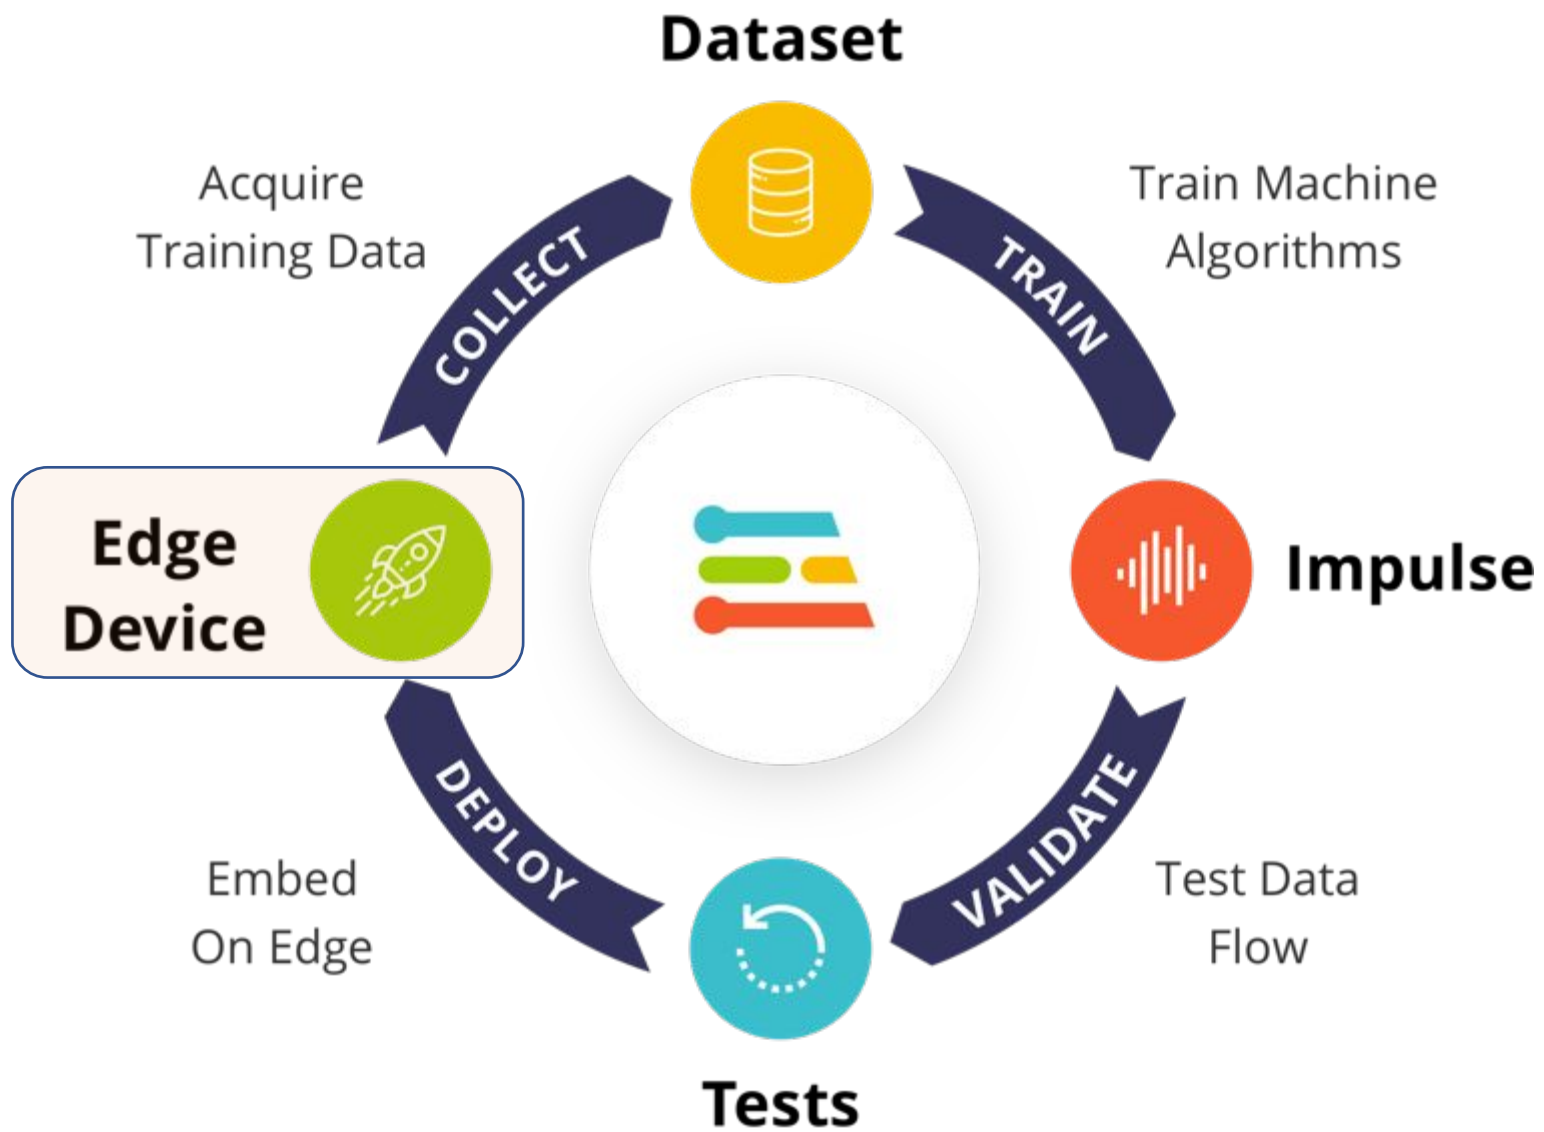 Dataset
Acquire
Training Data
COLLECT
Train Machine
Algorithms
TRAIN
Edge
Device
Impulse
DEPLOY
Embed
On Edge
VALIDATE
Test Data
Flow
Tests